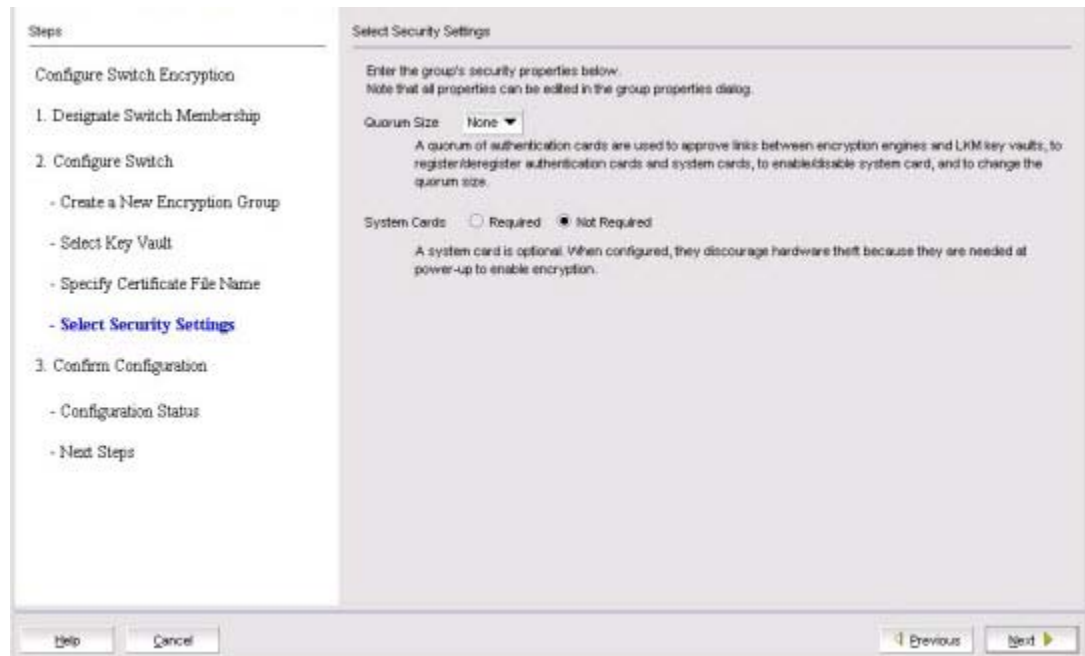 Steps
Configure Switch Encryption
1. Designate Switch Membership
2. Configure Switch
- Create a New Encryption Group
- Select Key Vault
- Specify Certificate File Name
- Select Security Settings
3. Confirm Configuration
- Configuration Status
- Next Steps
Select Security Settings
Enter the group's security properties below.
Note that all properties can be edited in the group properties dialog.
Quorum Size None
A quorum of authentication cards are used to approve links between encryption engines and LKM key vaults, to
register/deregister authentication cards and system cards, to enable/disable system card, and to change the
quorum size.
System Cards Required Not Required
A system card is optional. When configured, they discourage hardware theft because they are needed at
power-up to enable encryption.
Help Cancel Previous Next